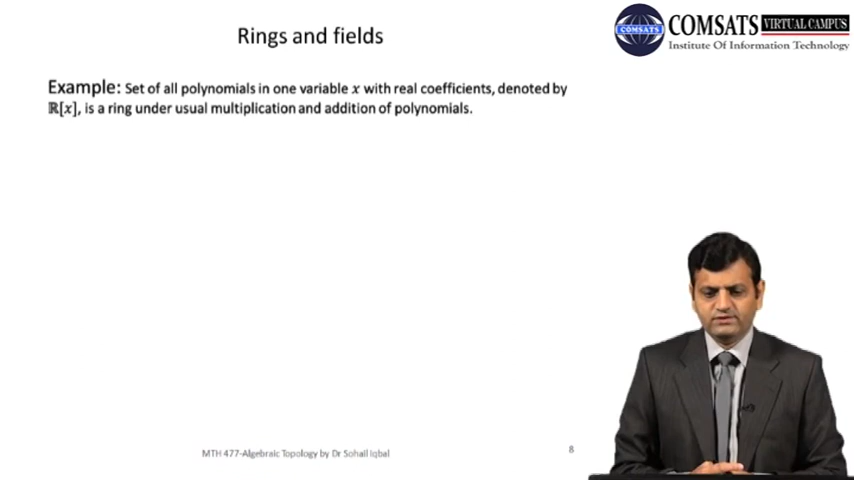 Rings and fields
COMSATS VIRTUAL CAMPUS
COMSATS
Institute Of Information Technology
Example: Set of all polynomials in one variable x with real coefficients, denoted by
ℝ[x], is a ring under usual multiplication and addition of polynomials.
MTH 477-Algebraic Topology by Dr Sohail Iqbal
8